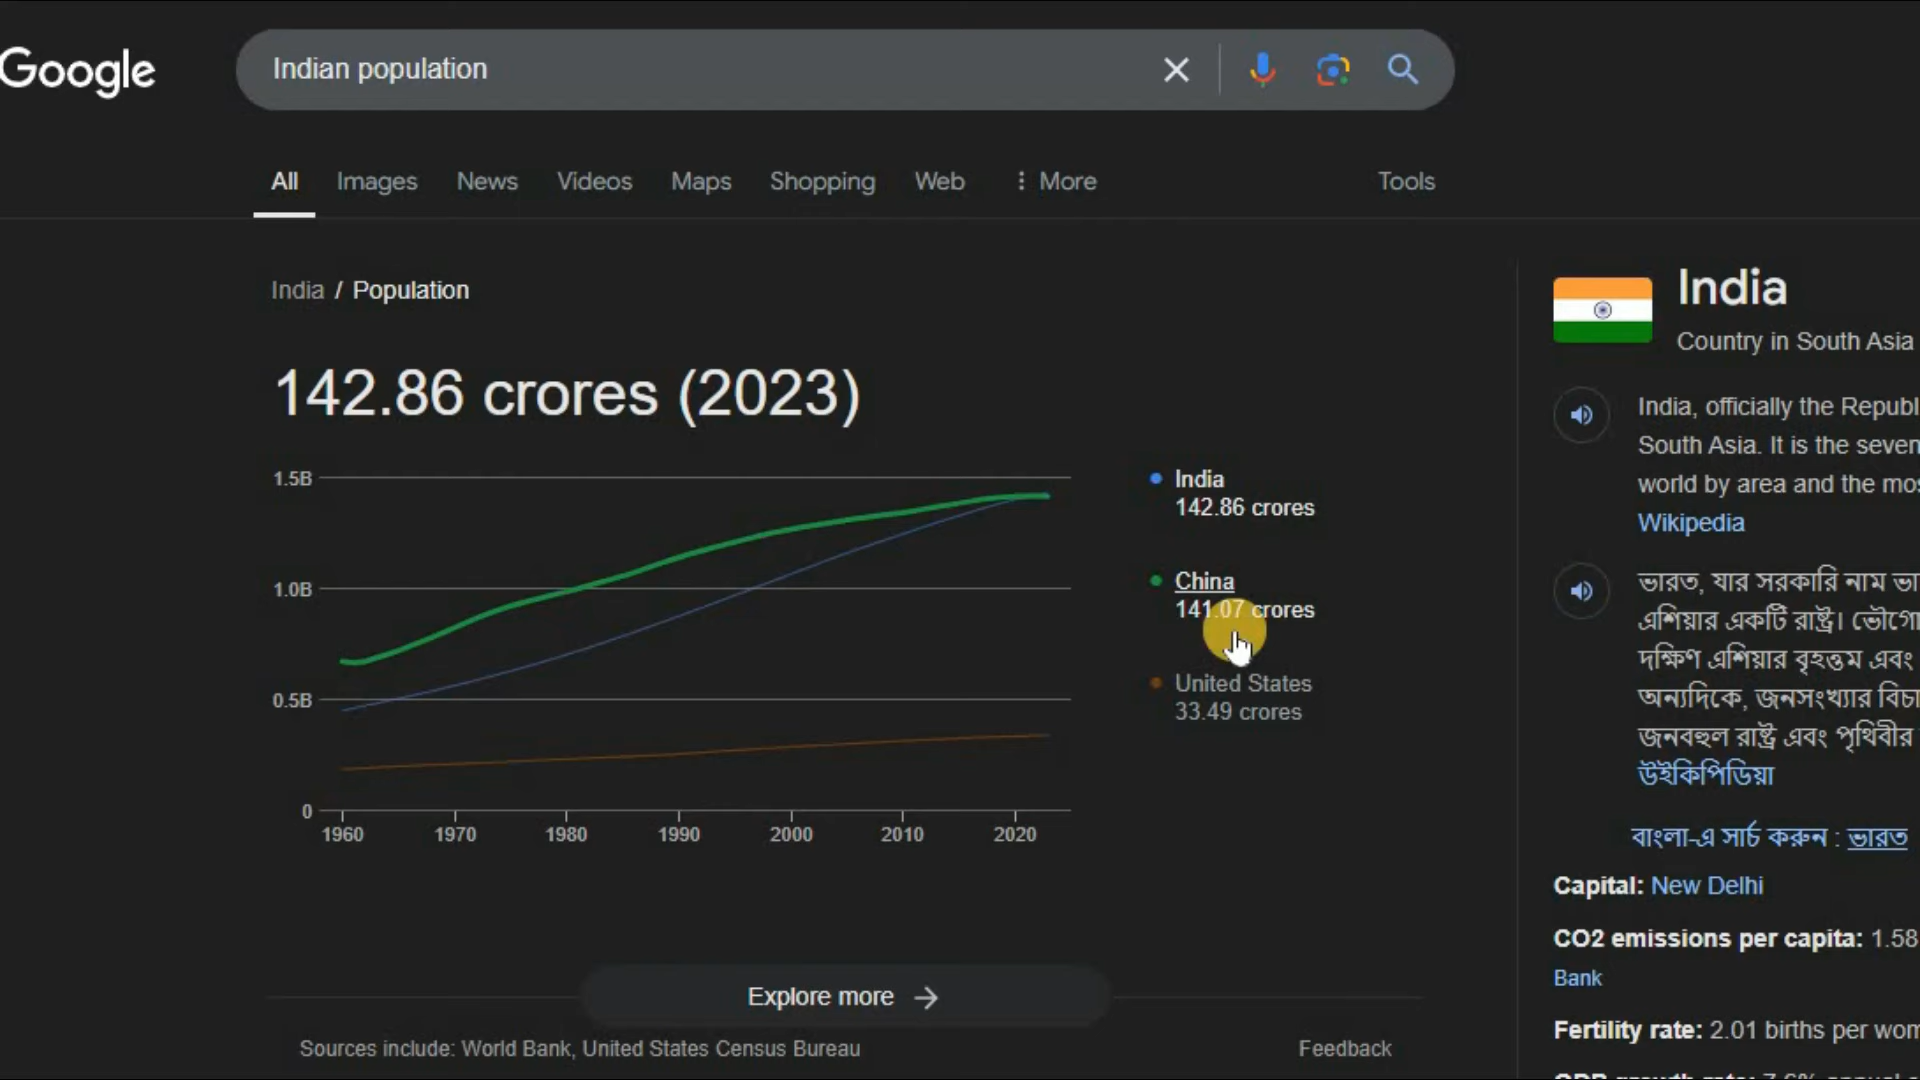 Google
Indian population
All Images News Videos Maps Shopping Web More Tools
India / Population
142.86 crores (2023)
1.5B
1.0B
0.5B
0
1960 1970 1980 1990 2000 2010 2020
India
142.86 crores
China
141.07 crores
United States
33.49 crores
Explore more
Sources include: World Bank, United States Census Bureau
Feedback
India
Country in South Asia
India, officially the Republ
South Asia. It is the seven
world by area and the mos
Wikipedia
ভারত, যার সরকারি নাম ভা
এশিয়ার একটি রাষ্ট্র। ভৌগো
দক্ষিণ এশিয়ার বৃহত্তম এবং
অন্যদিকে, জনসংখ্যার বিচা
জনবহুল রাষ্ট্র এবং পৃথিবীর
উইকিপিডিয়া
বাংলা-এ সার্চ করুন : ভারত
Capital: New Delhi
CO2 emissions per capita: 1.58
Bank
Fertility rate: 2.01 births per wom